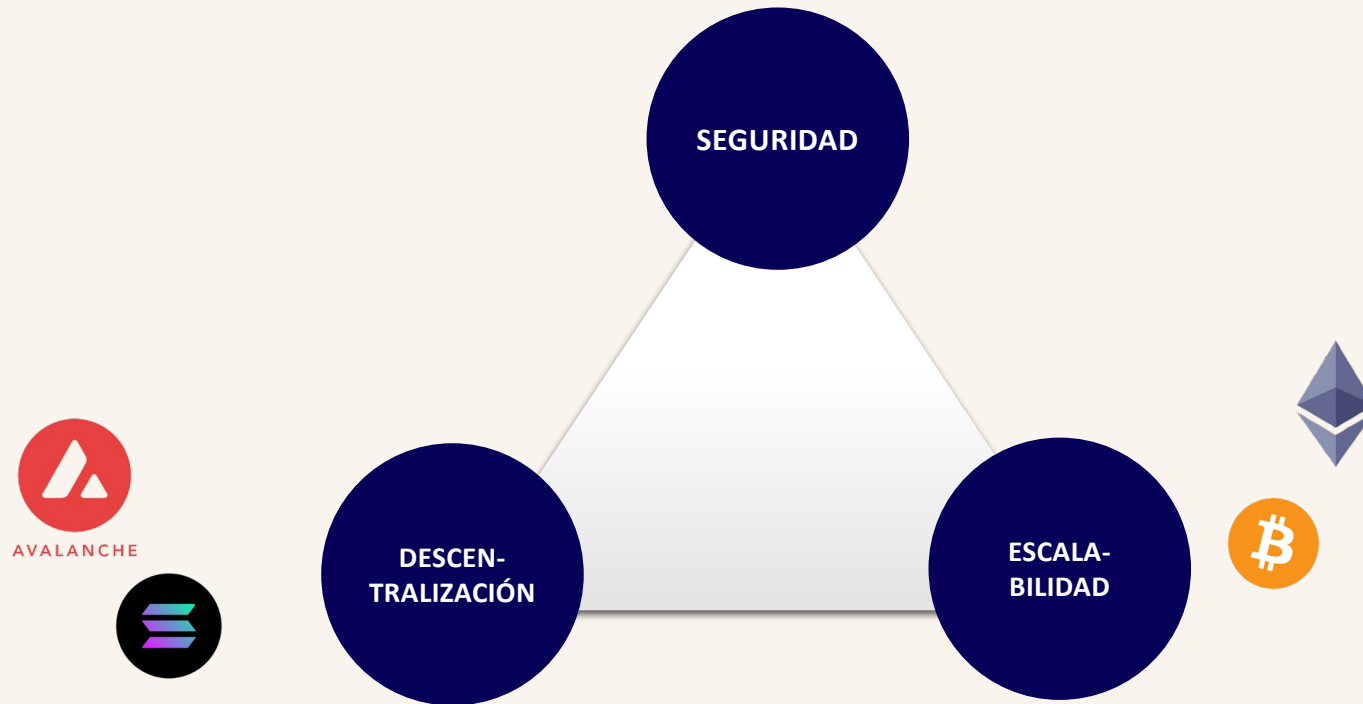 SEGURIDAD
AVALANCHE
DESCEN-
TRALIZACIÓN
ESCALA-
BILIDAD